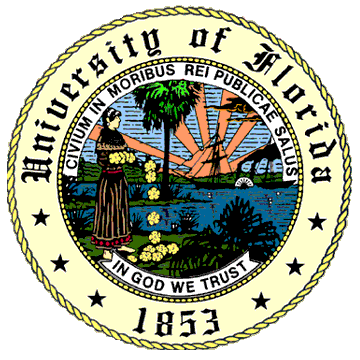 University of Florida
CIVIUM IN MORIBUS REI PUBLICAE SALUS
IN GOD WE TRUST
1853